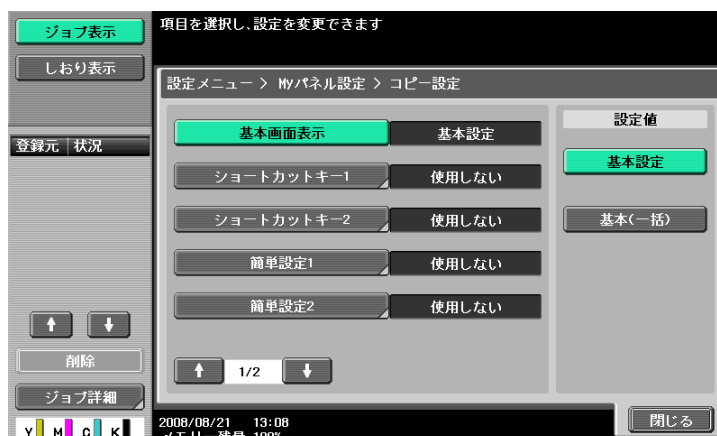 ジョブ表示
しおり表示
登録元 状況
削除
ジョブ詳細
Y M C K
項目を選択し、設定を変更できます
設定メニュー > Myパネル設定 > コピー設定
基本画面表示 基本設定
ショートカットキー1 使用しない
ショートカットキー2 使用しない
簡単設定1 使用しない
簡単設定2 使用しない
1/2
設定値
基本設定
基本(一括)
2008/08/21 13:08
メモリー残量 100%
閉じる